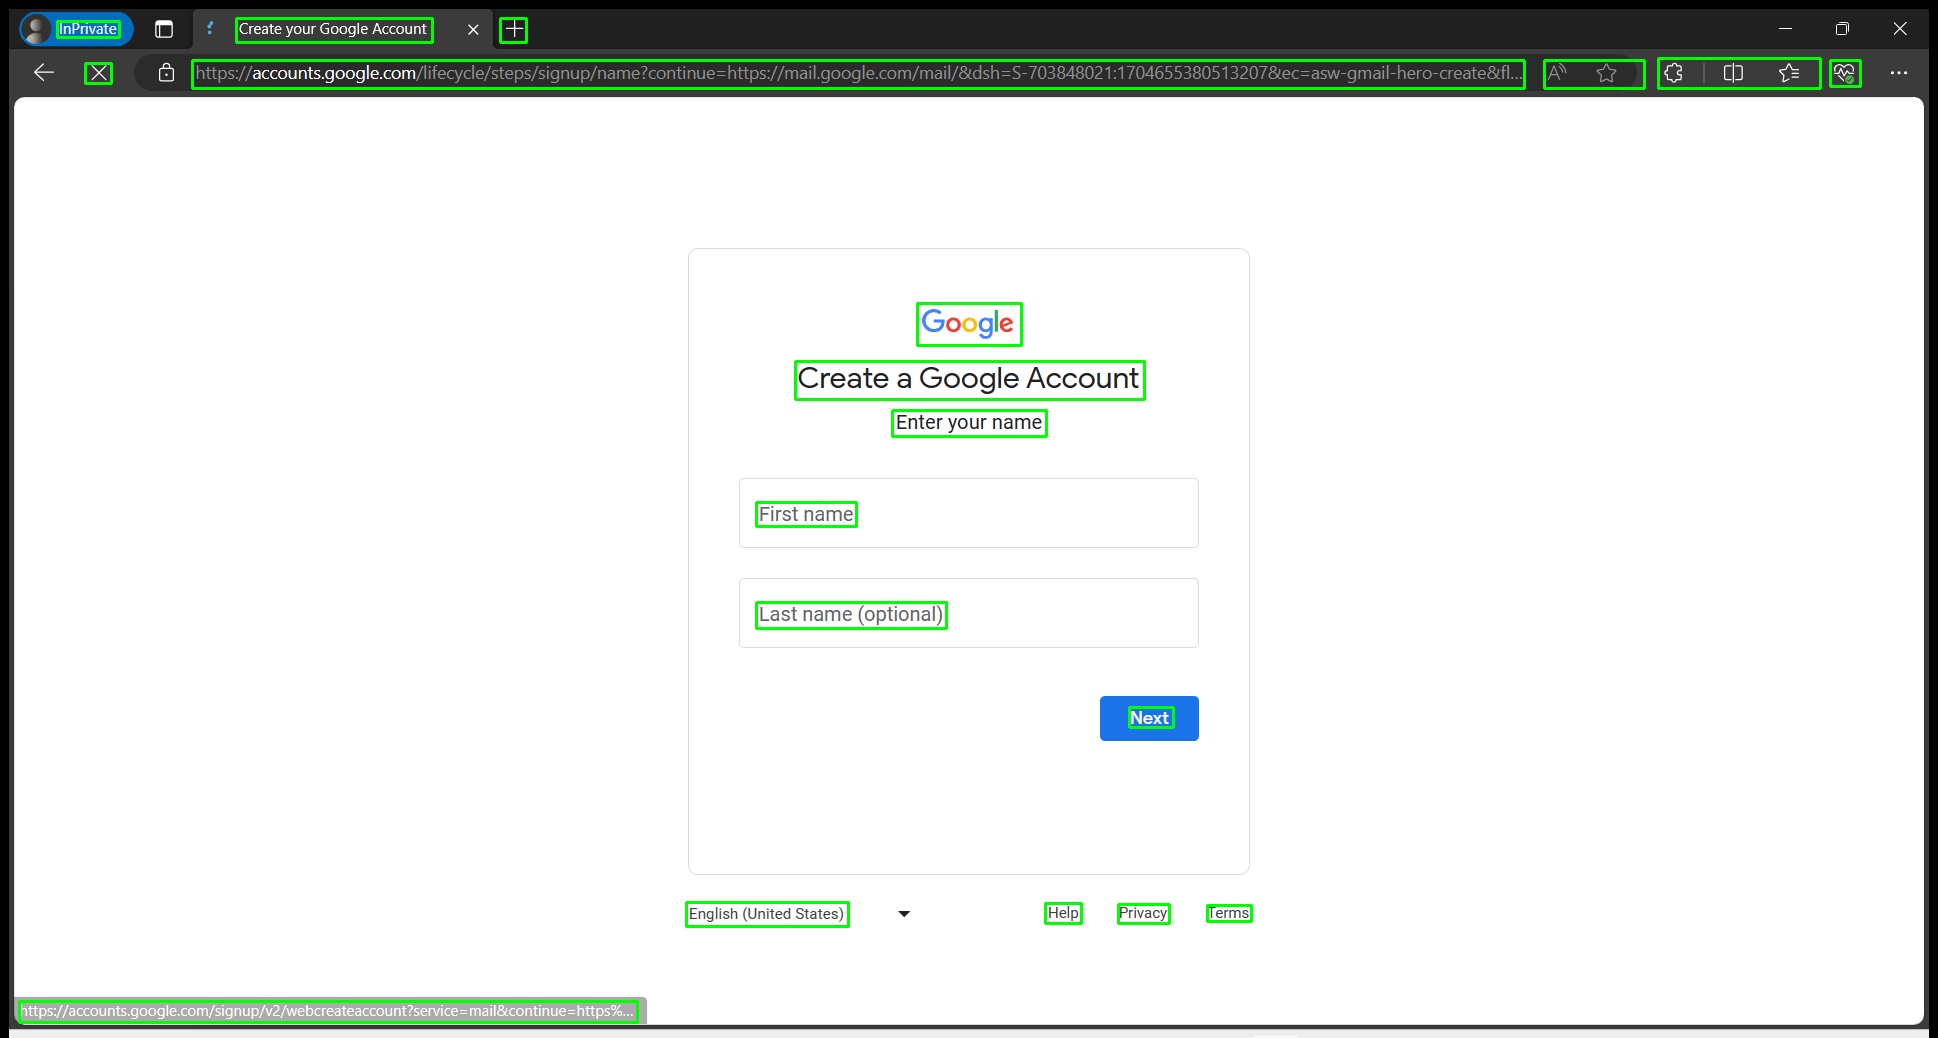 InPrivate
Create your Google Account
https://accounts.google.com/lifecycle/steps/signup/name?continue=https://mail.google.com/mail/&dsh=S-703848021:1704655380513207&ec=asw-gmail-hero-create&fl...
Google
Create a Google Account
Enter your name
First name
Last name (optional)
Next
English (United States)
Help
Privacy
Terms
https://accounts.google.com/signup/v2/webcreateaccount?service=mail&continue=https%...